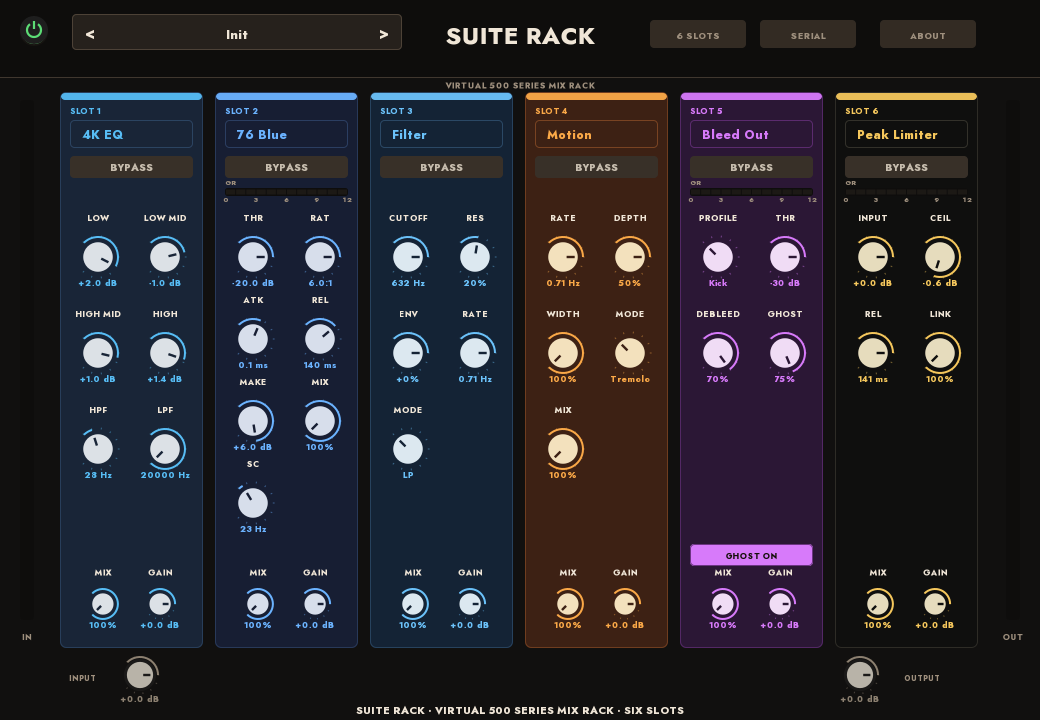 < Init >
SUITE RACK
6 SLOTS
SERIAL
ABOUT
VIRTUAL 500 SERIES MIX RACK
SLOT 1
4K EQ
BYPASS
LOW LOW MID
+2.0 dB -1.0 dB
HIGH MID HIGH
+1.0 dB +1.4 dB
HPF LPF
28 Hz 20000 Hz
MIX GAIN
100% +0.0 dB
SLOT 2
76 Blue
BYPASS
GR
0 3 6 9 12
THR RAT
-20.0 dB 6.0:1
ATK REL
0.1 ms 140 ms
MAKE MIX
+6.0 dB 100%
SC
23 Hz
MIX GAIN
100% +0.0 dB
SLOT 3
Filter
BYPASS
CUTOFF RES
632 Hz 20%
ENV RATE
+0% 0.71 Hz
MODE
LP
MIX GAIN
100% +0.0 dB
SLOT 4
Motion
BYPASS
RATE DEPTH
0.71 Hz 50%
WIDTH MODE
100% Tremolo
MIX
100%
MIX GAIN
100% +0.0 dB
SLOT 5
Bleed Out
BYPASS
GR
0 3 6 9 12
PROFILE THR
Kick -30 dB
DEBLEED GHOST
70% 75%
GHOST ON
MIX GAIN
100% +0.0 dB
SLOT 6
Peak Limiter
BYPASS
GR
0 3 6 9 12
INPUT CEIL
+0.0 dB -0.6 dB
REL LINK
141 ms 100%
MIX GAIN
100% +0.0 dB
IN
OUT
INPUT
+0.0 dB
OUTPUT
+0.0 dB
SUITE RACK · VIRTUAL 500 SERIES MIX RACK · SIX SLOTS